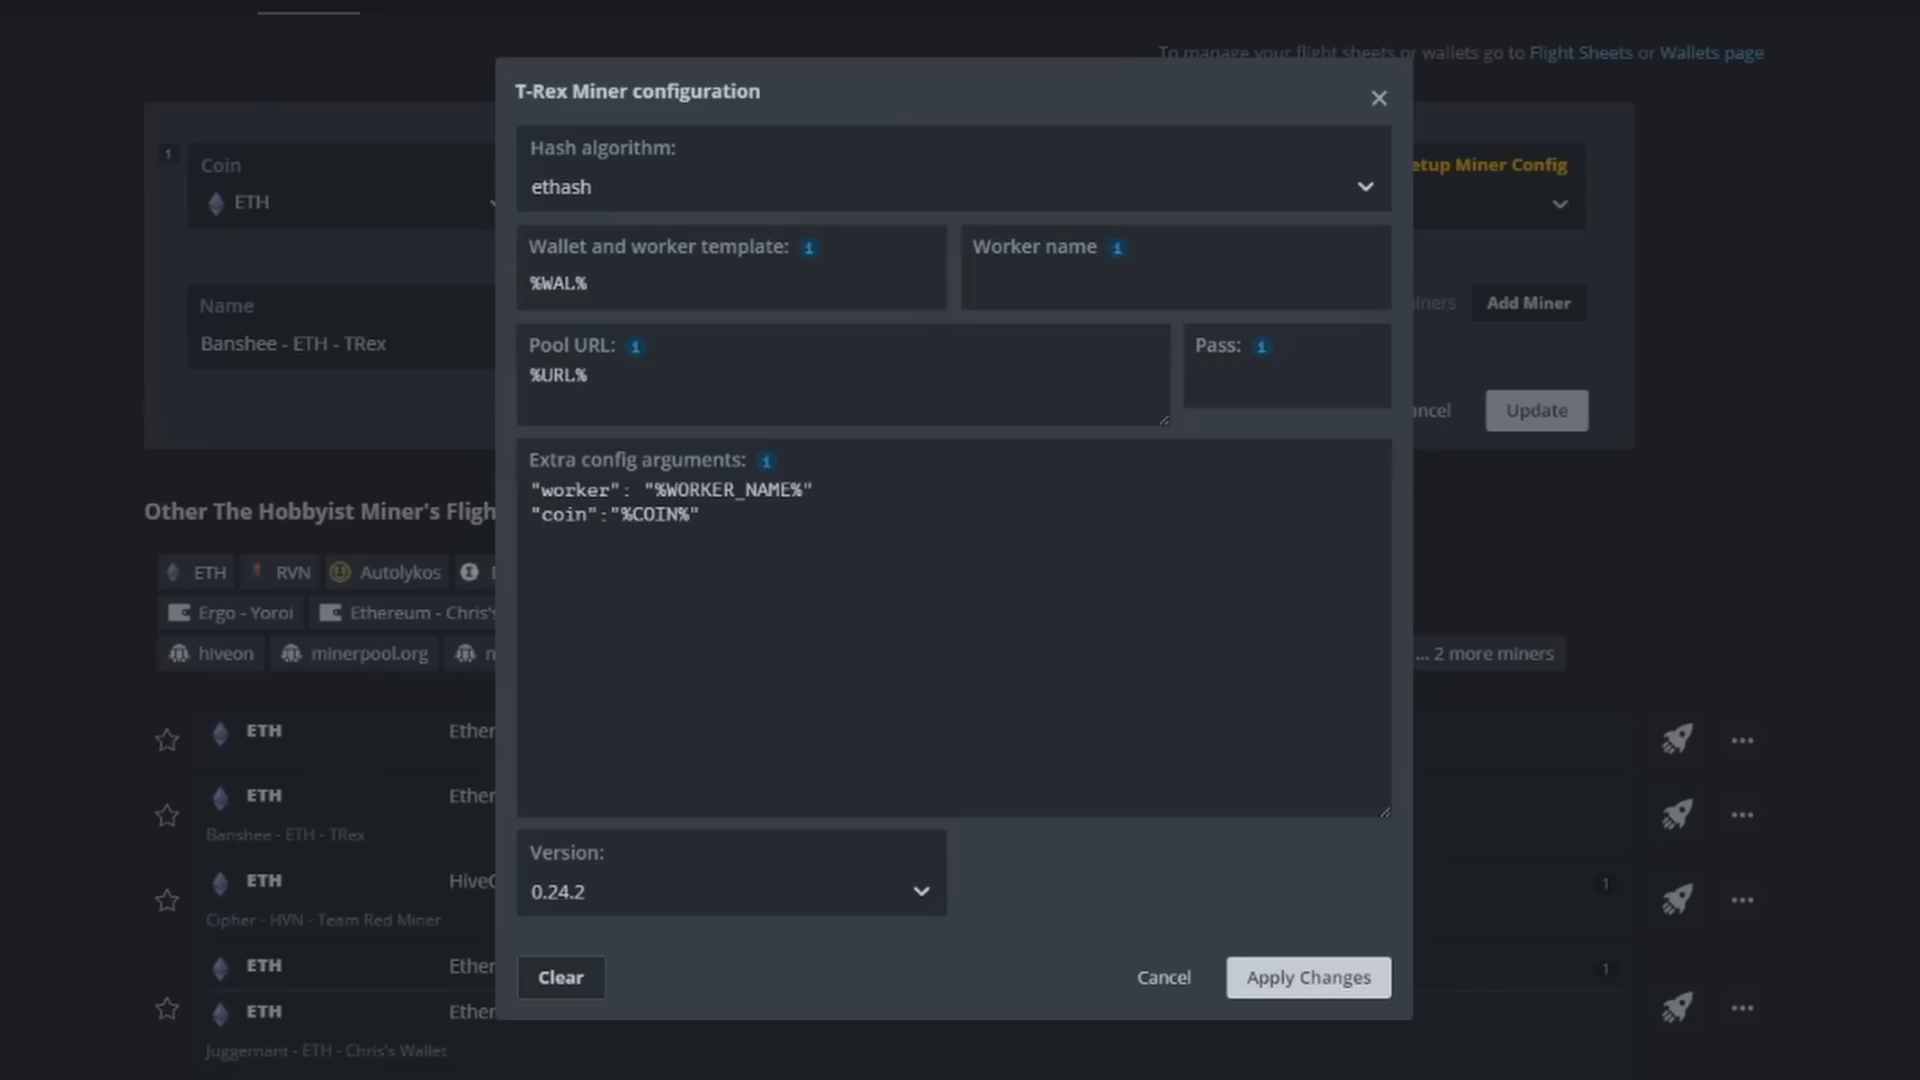 To manage your flight sheets or wallets go to Flight Sheets or Wallets page
T-Rex Miner configuration
Hash algorithm:
ethash
1
Coin
ETH
etup Miner Config
Wallet and worker template:
%WAL%
Worker name
Name
Banshee - ETH - TRex
Add Miner
Pool URL:
%URL%
Pass:
Update
Extra config arguments:
"worker": "%WORKER_NAME%"
"coin":"%COIN%"
Other The Hobbyist Miner's Fligh
ETH RVN Autolykos
Ergo - Yoroi Ethereum - Chris's
hiveon minerpool.org
... 2 more miners
ETH Ether
ETH Ether
Banshee - ETH - TRex
Version:
0.24.2
ETH HiveO
1
Cipher - HVN - Team Red Miner
ETH Ether
1
Clear
Cancel
Apply Changes
ETH Ether
Juggernant - ETH - Chris's Wallet